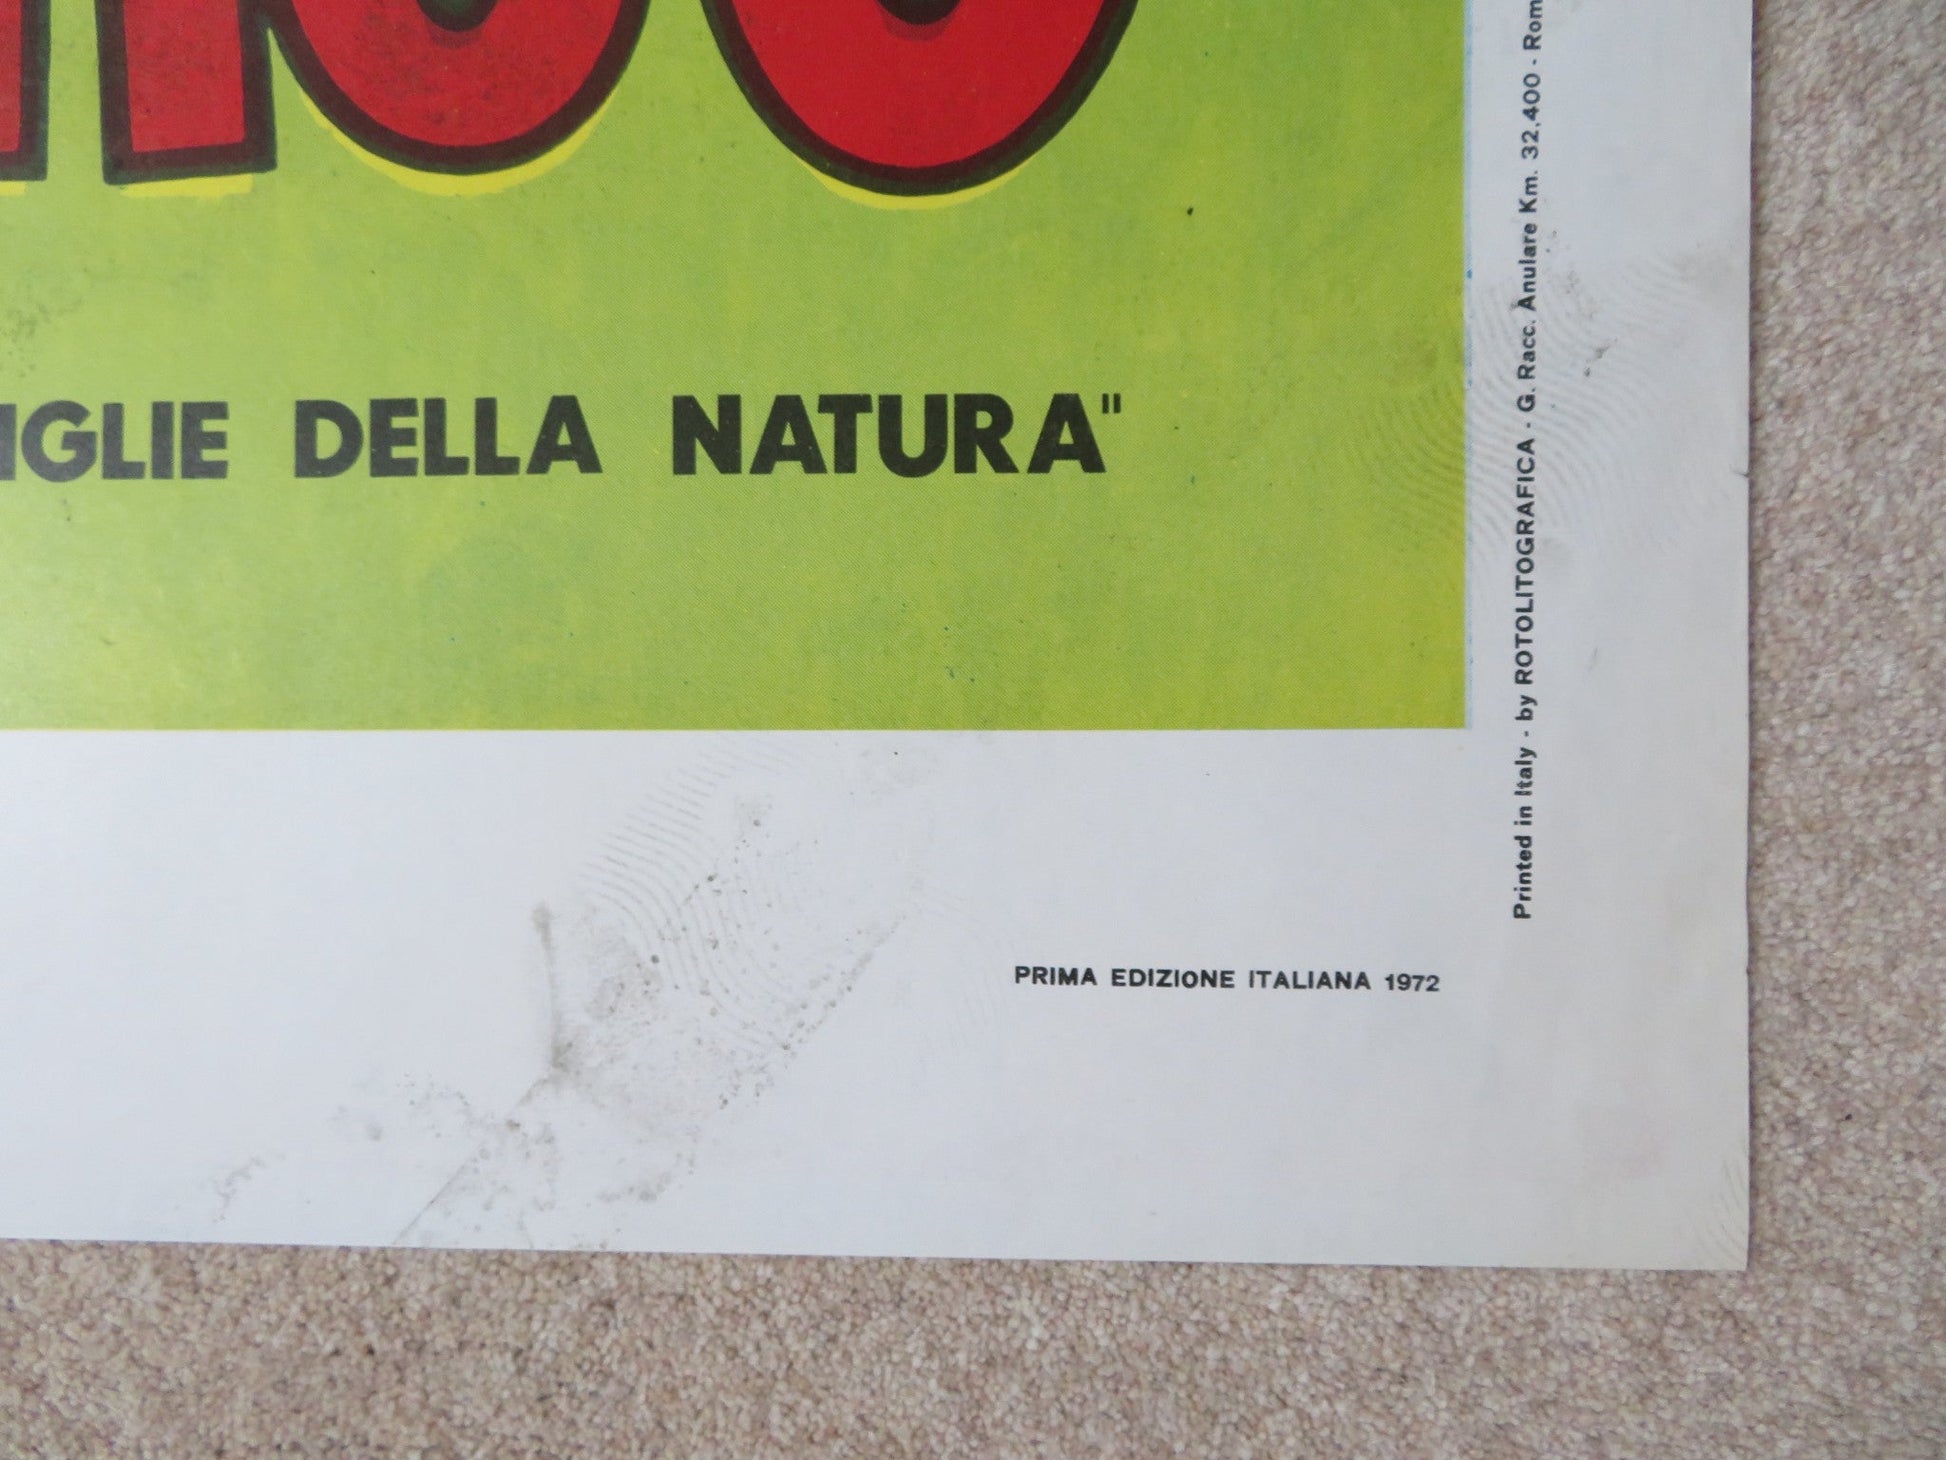 IGLIE DELLA NATURA"
Printed in Italy - by ROTOLITOGRAFICA - G. Racc. Anulare Km. 32,400 - Rom
PRIMA EDIZIONE ITALIANA 1972